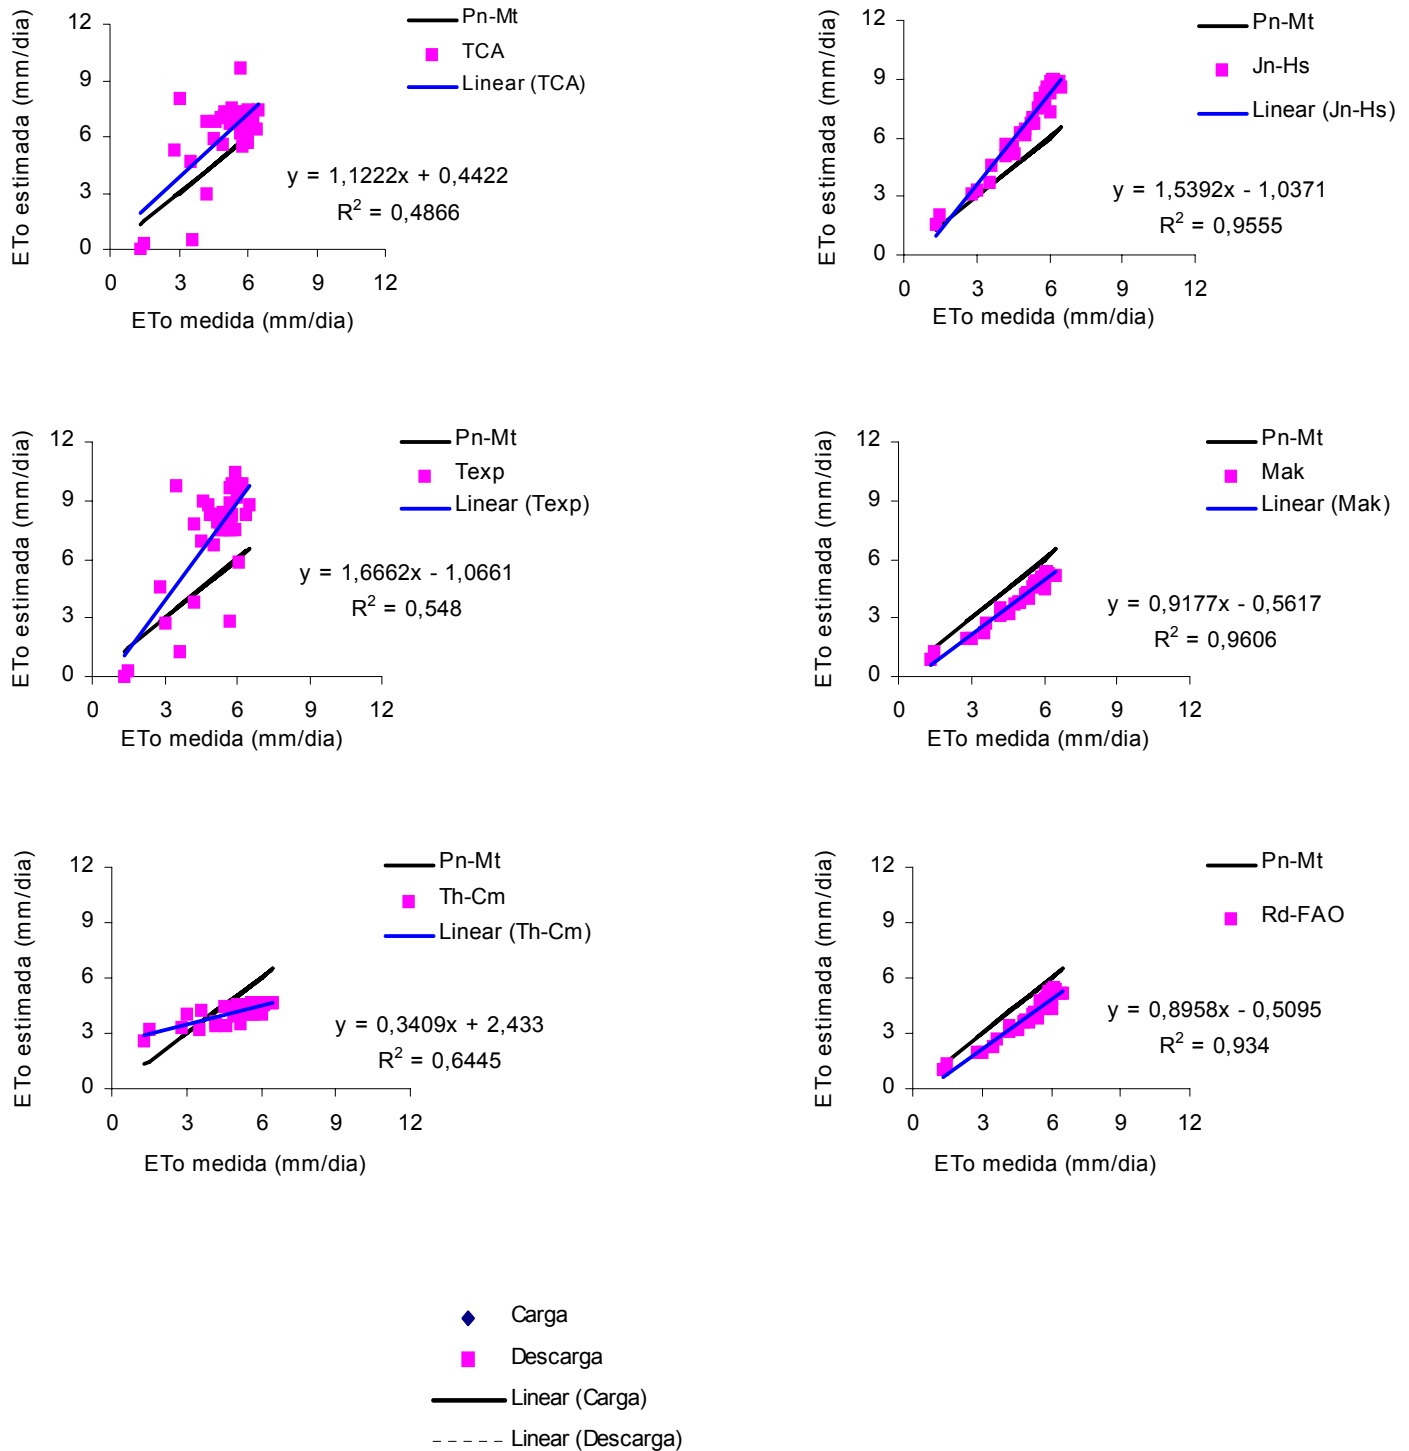 ETo estimada (mm/dia)
12
9
6
3
0
0 3 6 9 12
ETo medida (mm/dia)
Pn-Mt
TCA
Linear (TCA)
y = 1,1222x + 0,4422
R² = 0,4866
ETo estimada (mm/dia)
12
9
6
3
0
0 3 6 9 12
ETo medida (mm/dia)
Pn-Mt
Jn-Hs
Linear (Jn-Hs)
y = 1,5392x - 1,0371
R² = 0,9555
ETo estimada (mm/dia)
12
9
6
3
0
0 3 6 9 12
ETo medida (mm/dia)
Pn-Mt
Texp
Linear (Texp)
y = 1,6662x - 1,0661
R² = 0,548
ETo estimada (mm/dia)
12
9
6
3
0
0 3 6 9 12
ETo medida (mm/dia)
Pn-Mt
Mak
Linear (Mak)
y = 0,9177x - 0,5617
R² = 0,9606
ETo estimada (mm/dia)
12
9
6
3
0
0 3 6 9 12
ETo medida (mm/dia)
Pn-Mt
Th-Cm
Linear (Th-Cm)
y = 0,3409x + 2,433
R² = 0,6445
ETo estimada (mm/dia)
12
9
6
3
0
0 3 6 9 12
ETo medida (mm/dia)
Pn-Mt
Rd-FAO
y = 0,8958x - 0,5095
R² = 0,934
Carga
Descarga
Linear (Carga)
Linear (Descarga)